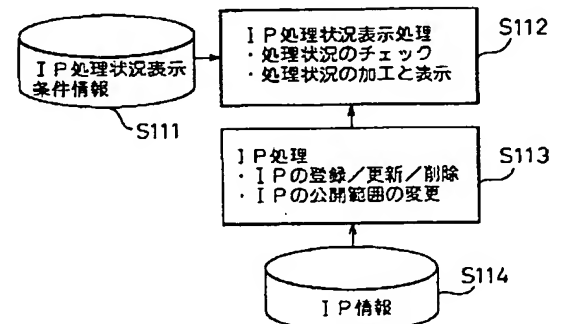 IP処理状況表示
条件情報
S111
IP処理状況表示処理
・処理状況のチェック
・処理状況の加工と表示
S112
IP処理
・IPの登録／更新／削除
・IPの公開範囲の変更
S113
IP情報
S114